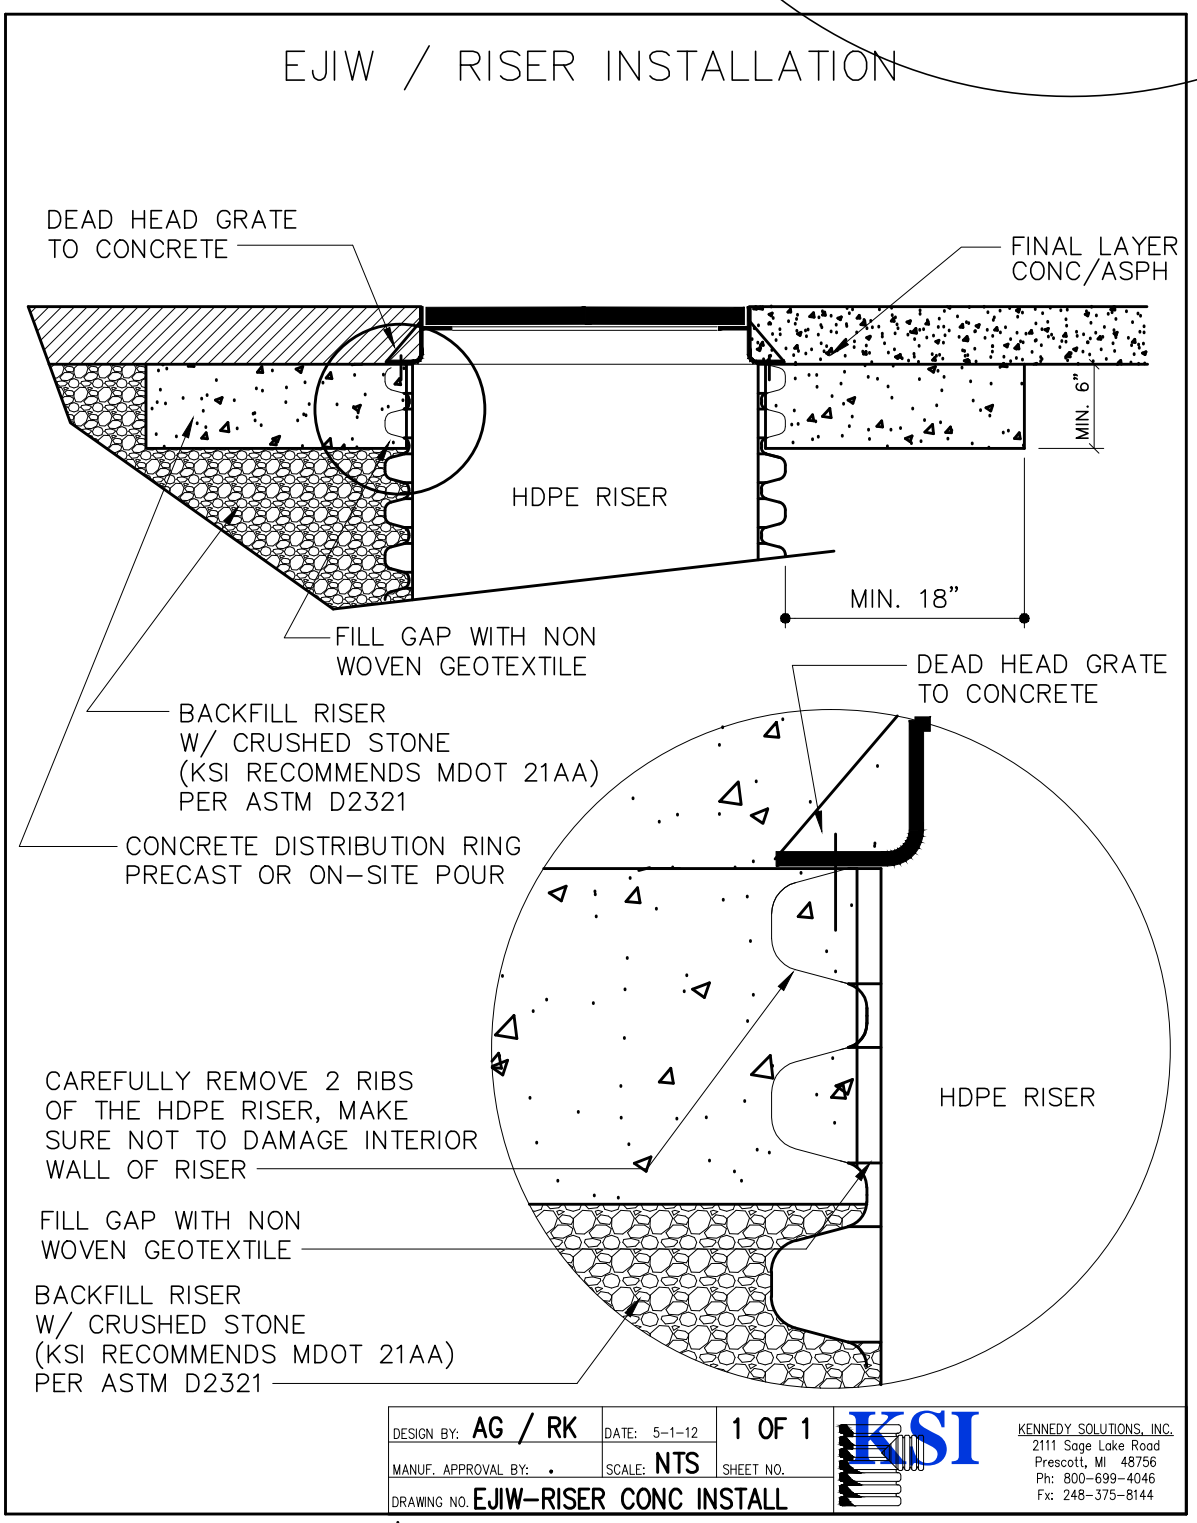 EJIW / RISER INSTALLATION
DEAD HEAD GRATE
TO CONCRETE
FINAL LAYER
CONC/ASPH
MIN. 6"
HDPE RISER
MIN. 18"
FILL GAP WITH NON
WOVEN GEOTEXTILE
DEAD HEAD GRATE
TO CONCRETE
BACKFILL RISER
W/ CRUSHED STONE
(KSI RECOMMENDS MDOT 21AA)
PER ASTM D2321
CONCRETE DISTRIBUTION RING
PRECAST OR ON-SITE POUR
CAREFULLY REMOVE 2 RIBS
OF THE HDPE RISER, MAKE
SURE NOT TO DAMAGE INTERIOR
WALL OF RISER
HDPE RISER
FILL GAP WITH NON
WOVEN GEOTEXTILE
BACKFILL RISER
W/ CRUSHED STONE
(KSI RECOMMENDS MDOT 21AA)
PER ASTM D2321
DESIGN BY: AG / RK
DATE: 5-1-12
1 OF 1
MANUF. APPROVAL BY: .
SCALE: NTS
SHEET NO.
DRAWING NO. EJIW-RISER CONC INSTALL
KSI
KENNEDY SOLUTIONS, INC.
2111 Sage Lake Road
Prescott, MI 48756
Ph: 800-699-4046
Fx: 248-375-8144